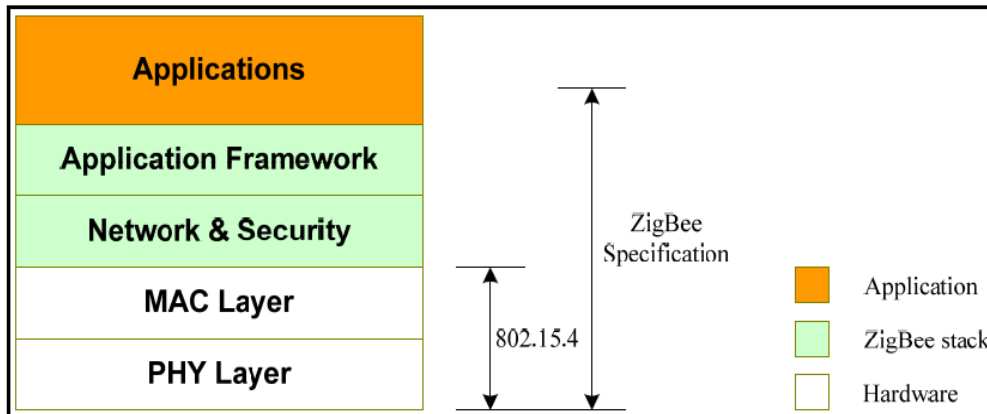 Applications
Application Framework
Network & Security
MAC Layer
PHY Layer
802.15.4
ZigBee
Specification
Application
ZigBee stack
Hardware